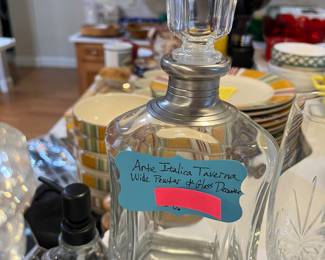 Arte Italica Taverna
Wide Pewter & Glass Decanter